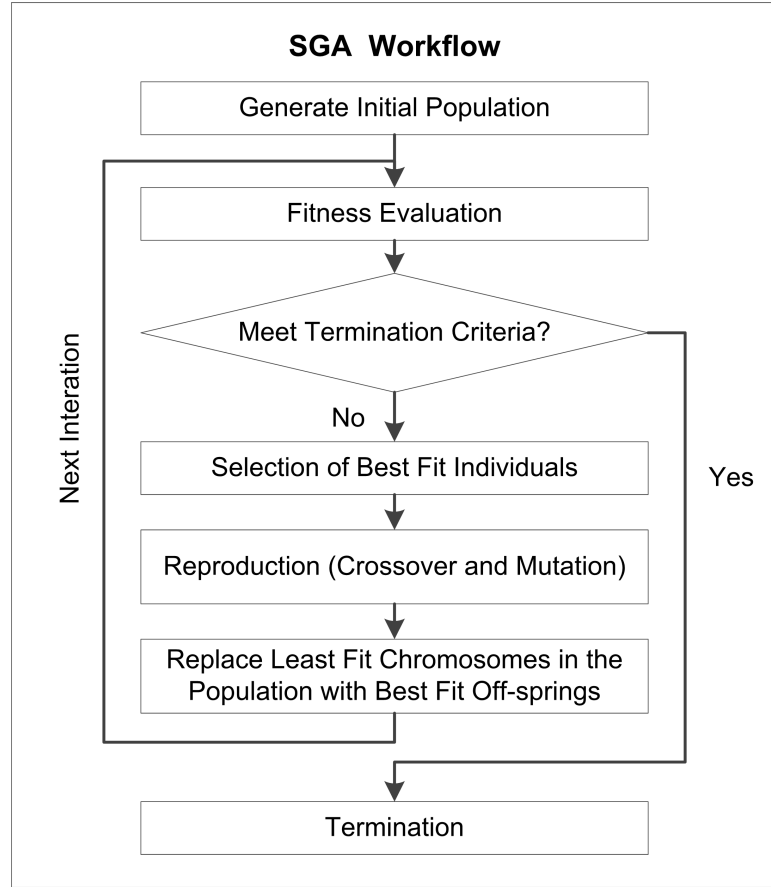 SGA Workflow
Generate Initial Population
Fitness Evaluation
Meet Termination Criteria?
No
Selection of Best Fit Individuals
Reproduction (Crossover and Mutation)
Replace Least Fit Chromosomes in the
Population with Best Fit Off-springs
Next Interation
Yes
Termination